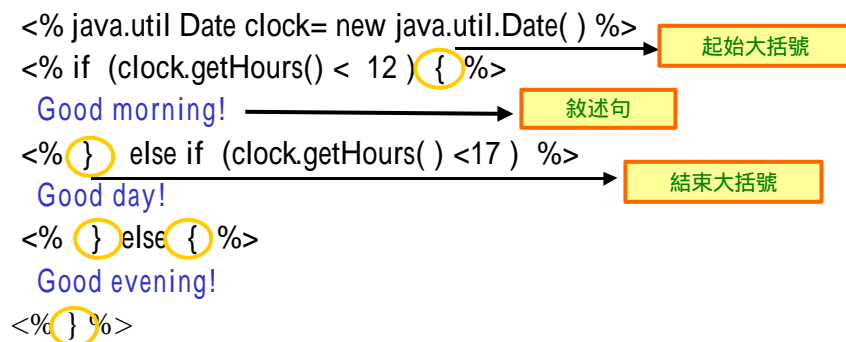 <% java.util Date clock= new java.util.Date( ) %>
起始大括號
<% if (clock.getHours() < 12 ) { %>
Good morning!
敘述句
<% } else if (clock.getHours( ) <17 ) %>
結束大括號
Good day!
<% } else { %>
Good evening!
<% } %>